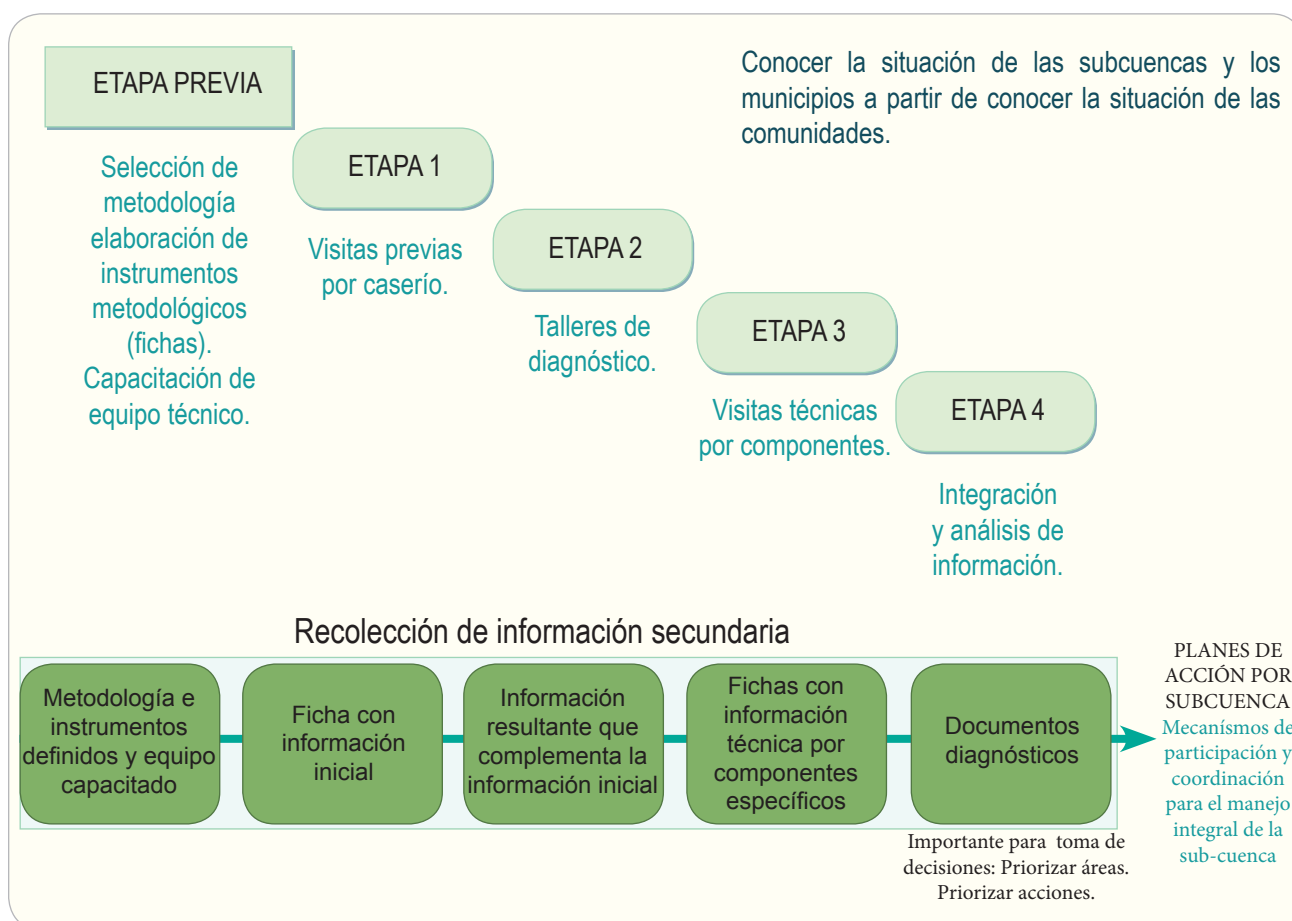 ETAPA PREVIA
Selección de
metodología
elaboración de
instrumentos
metodológicos
(fichas).
Capacitación de
equipo técnico.
Conocer la situación de las subcuencas y los
municipios a partir de conocer la situación de las
comunidades.
ETAPA 1
Visitas previas
por caserío.
ETAPA 2
Talleres de
diagnóstico.
ETAPA 3
Visitas técnicas
por componentes.
ETAPA 4
Integración
y análisis de
información.
Recolección de información secundaria
Metodología e
instrumentos
definidos y equipo
capacitado
Ficha con
información
inicial
Información
resultante que
complementa la
información inicial
Fichas con
información
técnica por
componentes
específicos
Documentos
diagnósticos
Importante para toma de
decisiones: Priorizar áreas.
Priorizar acciones.
PLANES DE
ACCIÓN POR
SUBCUENCA
Mecanísmos de
participación y
coordinación
para el manejo
integral de la
sub-cuenca